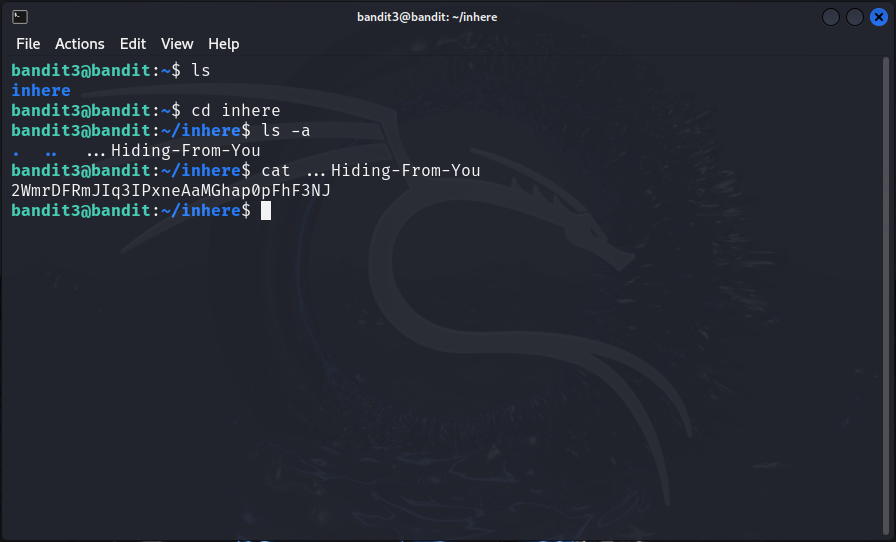 bandit3@bandit: ~/inhere
File Actions Edit View Help
bandit3@bandit:~$ ls
inhere
bandit3@bandit:~$ cd inhere
bandit3@bandit:~/inhere$ ls -a
. .. ...Hiding-From-You
bandit3@bandit:~/inhere$ cat ...Hiding-From-You
2WmrDFRmJIq3IPxneAaMGhap0pFhF3NJ
bandit3@bandit:~/inhere$